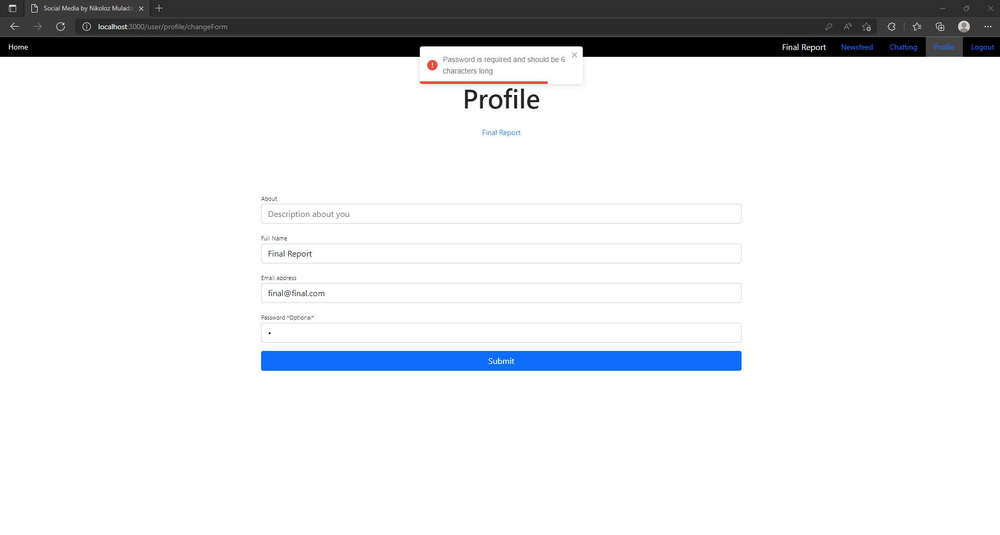 Social Media by Nikoloz Muladze
localhost:3000/user/profile/changeForm
Home
Final Report
Newsfeed
Chatting
Profile
Logout
Password is required and should be 6
characters long
Profile
Final Report
About
Description about you
Full Name
Final Report
Email address
final@final.com
Password *Optional*
•
Submit